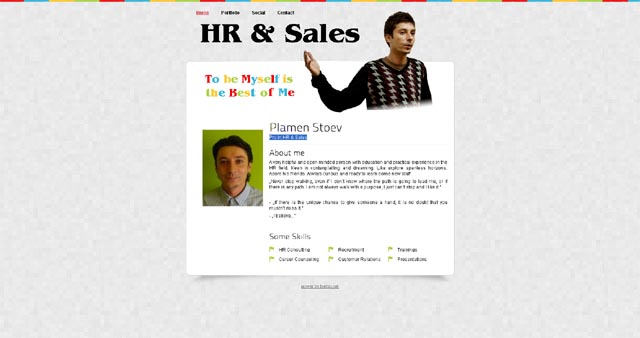 Home Portfolio Social Contact
HR & Sales
To be Myself is
the Best of Me
Plamen Stoev
HR & Sales
About me
A very helpful and open minded person with education and practical experience in the
HR field. Keen in contemplating and dreaming. Like explore spanless horizons.
Adore his friends. Always curious and ready to learn some new stuff.
„Never stop walking, even if I don't know where the path is going to lead me, or if
there is any path. I am not always walk with a purpose, I just can't stop and I like it."
- „If there is the unique chance to give someone a hand, it is no doubt that you
mustn't miss it."
- „I believe..."
Some Skills
HR Consulting Recruitment Trainings
Career Counseling Customer Relations Presentations